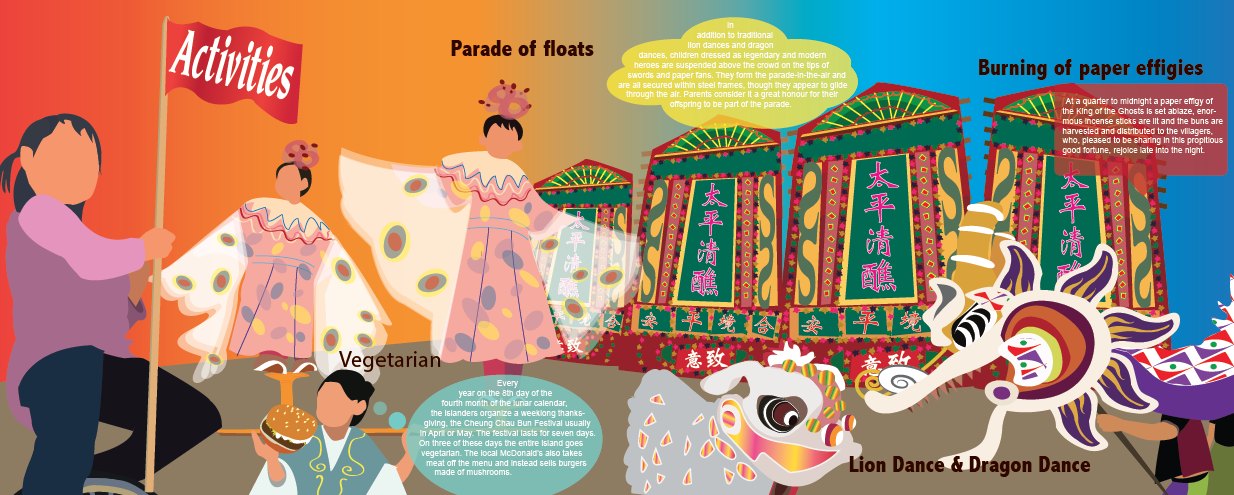 Activities
Parade of floats
In
addition to traditional
lion dances and dragon
dances, children dressed as legendary and modern
heroes are suspended above the crowd on the tips of
swords and paper fans. They form the parade-in-the-air and
are all secured within steel frames, though they appear to glide
through the air. Parents consider it a great honour for their
offspring to be part of the parade.
Burning of paper effigies
At a quarter to midnight a paper effigy of
the King of the Ghosts is set ablaze, enor-
mous incense sticks are lit and the buns are
harvested and distributed to the villagers,
who, pleased to be sharing in this propitious
good fortune, rejoice late into the night.
太平清醮
太平清醮
太平清醮
太平清醮
合
安平境合
安平境
致
意致
意致
Vegetarian
Every
year on the 8th day of the
fourth month of the lunar calendar,
the islanders organize a weeklong thanks-
giving, the Cheung Chau Bun Festival usually
in April or May. The festival lasts for seven days.
On three of these days the entire island goes
vegetarian. The local McDonald's also takes
meat off the menu and instead sells burgers
made of mushrooms.
Lion Dance & Dragon Dance